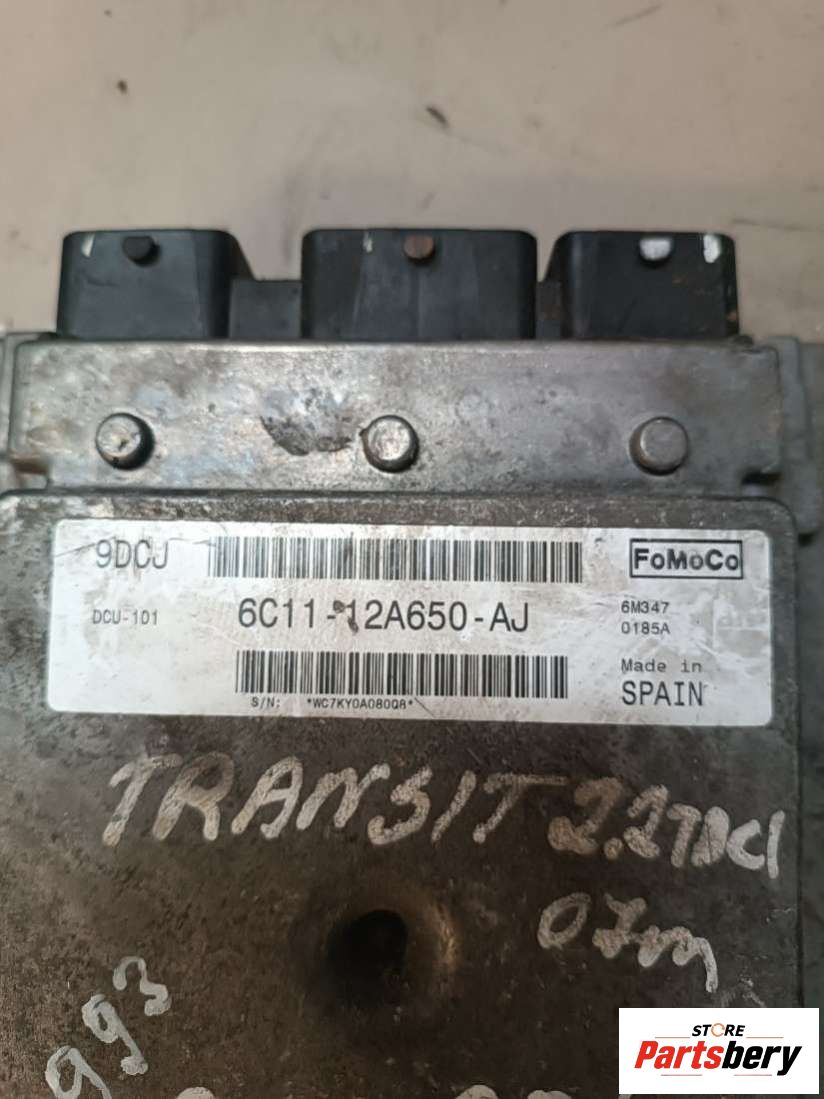 9DCJ
FoMoCo
DCU-101
6C11-12A650-AJ
6M347
0185A
Made in
SPAIN
S/N: *WC7KY0A080Q8*
TRANSIT 2.2TDCI
07m
993
STORE
Partsbery